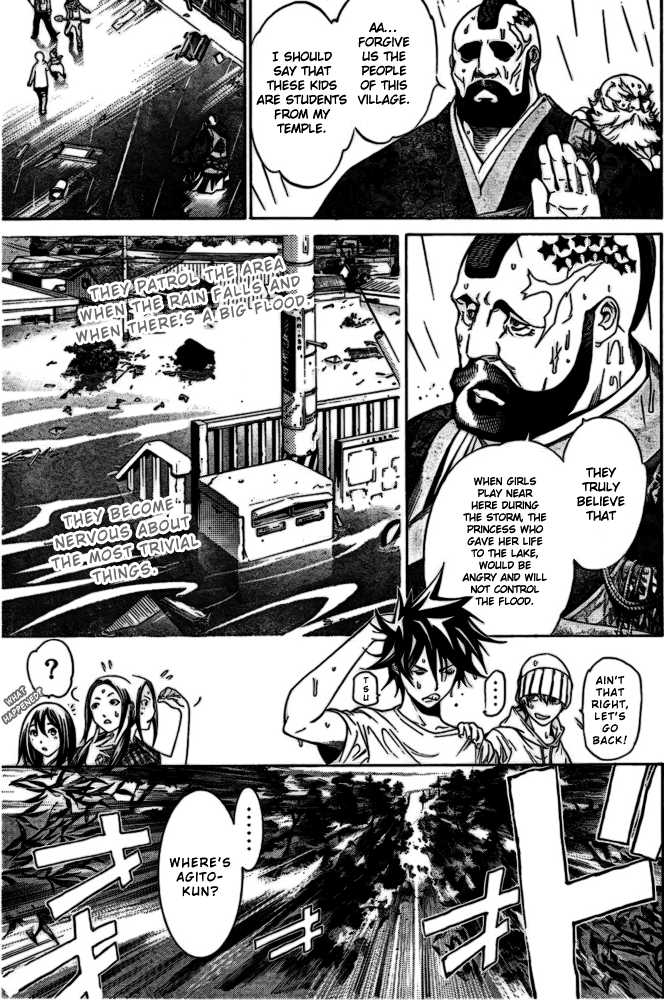 AA...
FORGIVE
US THE
PEOPLE
OF THIS
VILLAGE.
I SHOULD
SAY THAT
THESE KIDS
ARE STUDENTS
FROM MY
TEMPLE.
THEY
TRULY
BELIEVE
THAT
WHEN GIRLS
PLAY NEAR
HERE DURING
THE STORM, THE
PRINCESS WHO
GAVE HER LIFE
TO THE LAKE,
WOULD BE
ANGRY AND WILL
NOT CONTROL
THE FLOOD.
THEY PATROL THE AREA
WHEN THE RAIN FALLS AND
WHEN THERE'S A BIG FLOOD.
THEY BECOME
NERVOUS ABOUT
THE MOST TRIVIAL
THINGS.
AIN'T
THAT
RIGHT,
LET'S
GO
BACK!
.....
TSU
?
WHAT
HAPPENED?
.....
WHERE'S
AGITO-
KUN?